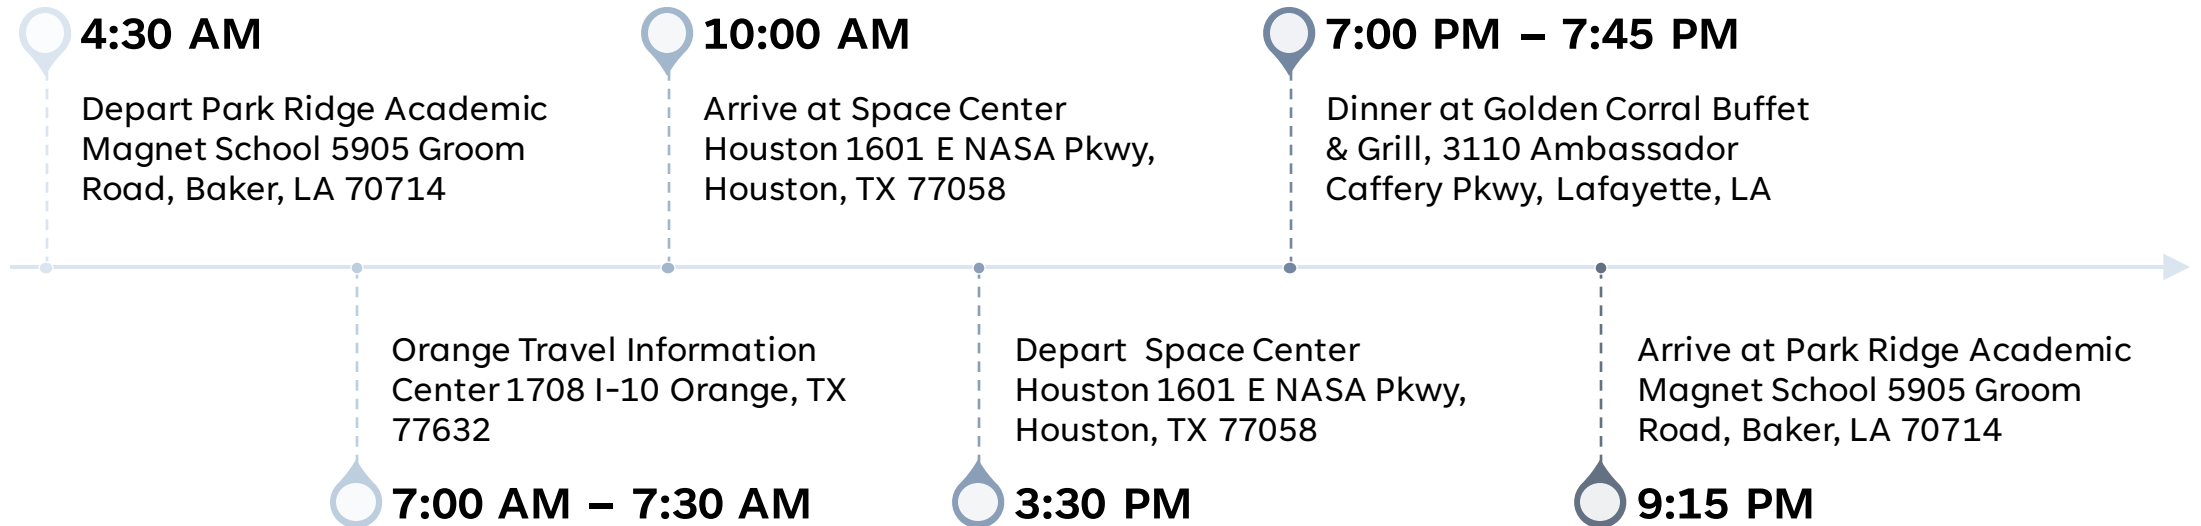 4:30 AM
Depart Park Ridge Academic
Magnet School 5905 Groom
Road, Baker, LA 70714
Orange Travel Information
Center 1708 I-10 Orange, TX
77632
7:00 AM – 7:30 AM
10:00 AM
Arrive at Space Center
Houston 1601 E NASA Pkwy,
Houston, TX 77058
Depart Space Center
Houston 1601 E NASA Pkwy,
Houston, TX 77058
3:30 PM
7:00 PM – 7:45 PM
Dinner at Golden Corral Buffet
& Grill, 3110 Ambassador
Caffery Pkwy, Lafayette, LA
Arrive at Park Ridge Academic
Magnet School 5905 Groom
Road, Baker, LA 70714
9:15 PM